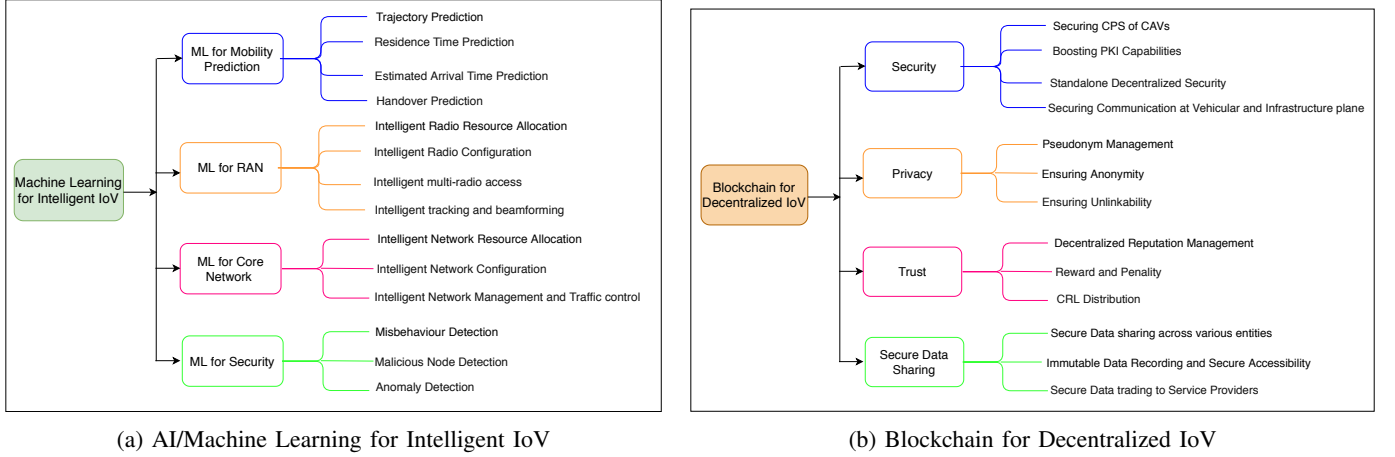 Machine Learning
for Intelligent IoV
ML for Mobility
Prediction
Trajectory Prediction
Residence Time Prediction
Estimated Arrival Time Prediction
Handover Prediction
ML for RAN
Intelligent Radio Resource Allocation
Intelligent Radio Configuration
Intelligent multi-radio access
Intelligent tracking and beamforming
ML for Core
Network
Intelligent Network Resource Allocation
Intelligent Network Configuration
Intelligent Network Management and Traffic control
ML for Security
Misbehaviour Detection
Malicious Node Detection
Anomaly Detection
(a) AI/Machine Learning for Intelligent IoV
Blockchain for
Decentralized IoV
Security
Securing CPS of CAVs
Boosting PKI Capabilities
Standalone Decentralized Security
Securing Communication at Vehicular and Infrastructure plane
Privacy
Pseudonym Management
Ensuring Anonymity
Ensuring Unlinkability
Trust
Decentralized Reputation Management
Reward and Penality
CRL Distribution
Secure Data
Sharing
Secure Data sharing across various entities
Immutable Data Recording and Secure Accessibility
Secure Data trading to Service Providers
(b) Blockchain for Decentralized IoV